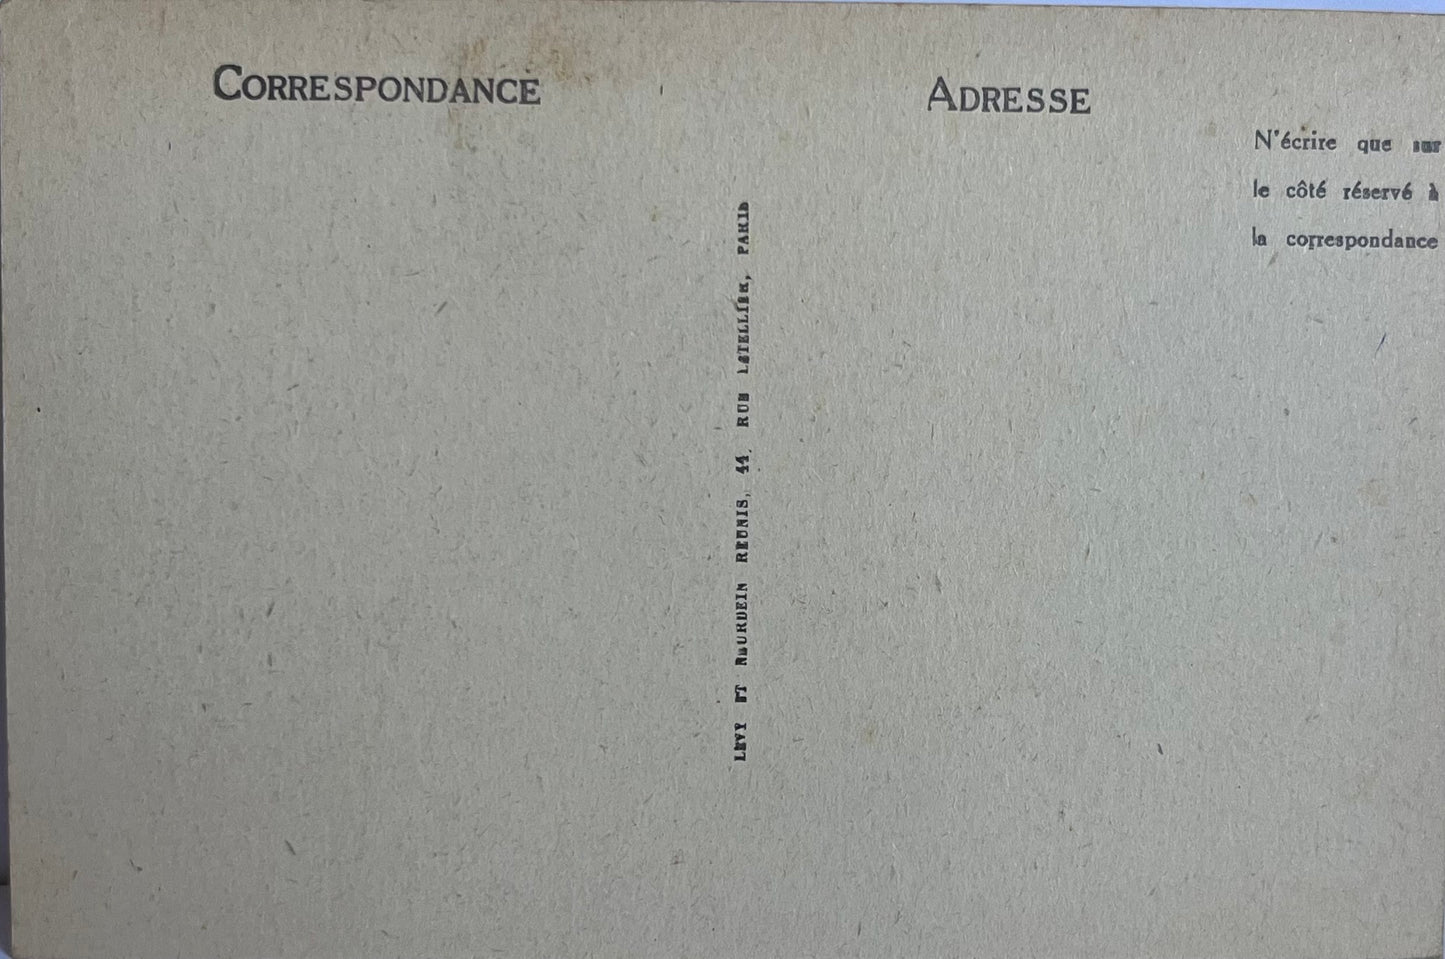 CORRESPONDANCE
ADRESSE
N'écrire que sur
le côté réservé à
la correspondance
LEVY ET NEURDEIN REUNIS, 44, RUE LETELLIER, PARIS